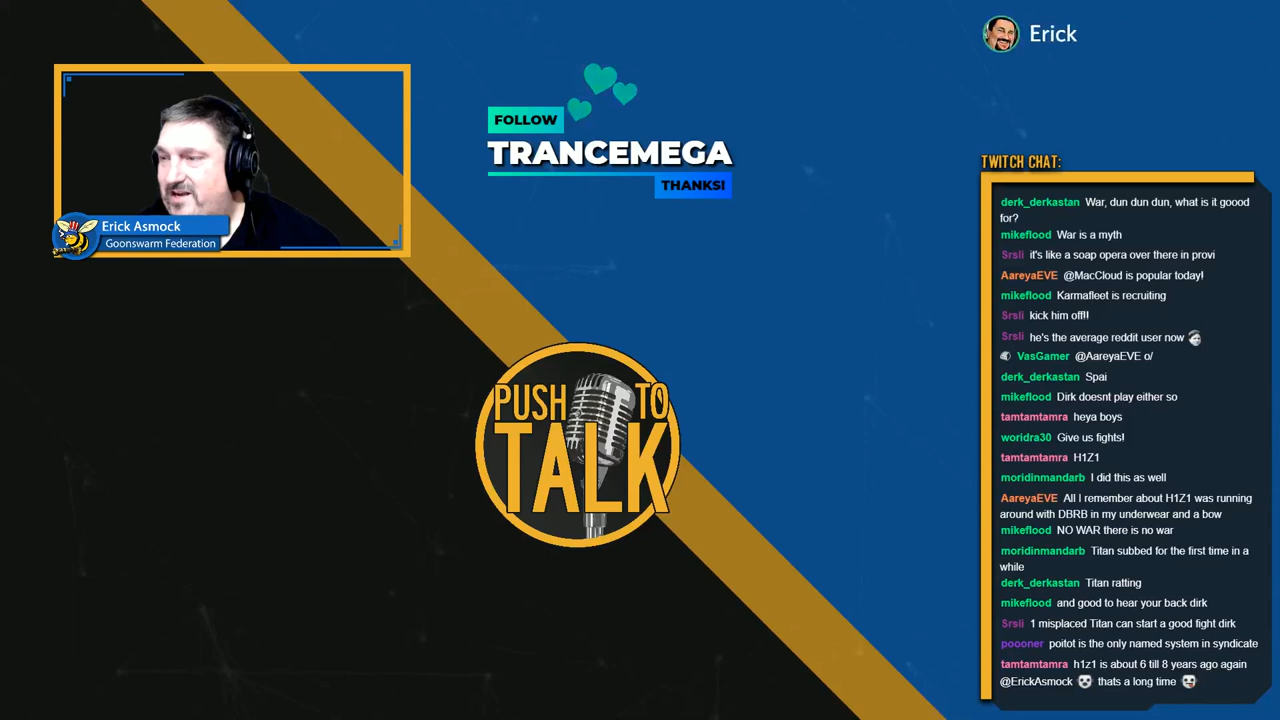 Erick
FOLLOW
TRANCEMEGA
THANKS!
Erick Asmock
Goonswarm Federation
PUSH TO
TALK
TWITCH CHAT:
derk_derkastan War, dun dun dun, what is it goood
for?
mikeflood War is a myth
Srsli it's like a soap opera over there in provi
AareyaEVE @MacCloud is popular today!
mikeflood Karmafleet is recruiting
Srsli kick him off!!
Srsli he's the average reddit user now
VasGamer @AareyaEVE o/
derk_derkastan Spai
mikeflood Dirk doesnt play either so
tamtamtamra heya boys
woridra30 Give us fights!
tamtamtamra H1Z1
moridinmandarb I did this as well
AareyaEVE All I remember about H1Z1 was running
around with DBRB in my underwear and a bow
mikeflood NO WAR there is no war
moridinmandarb Titan subbed for the first time in a
while
derk_derkastan Titan ratting
mikeflood and good to hear your back dirk
Srsli 1 misplaced Titan can start a good fight dirk
poooner poitot is the only named system in syndicate
tamtamtamra h1z1 is about 6 till 8 years ago again
@ErickAsmock thats a long time